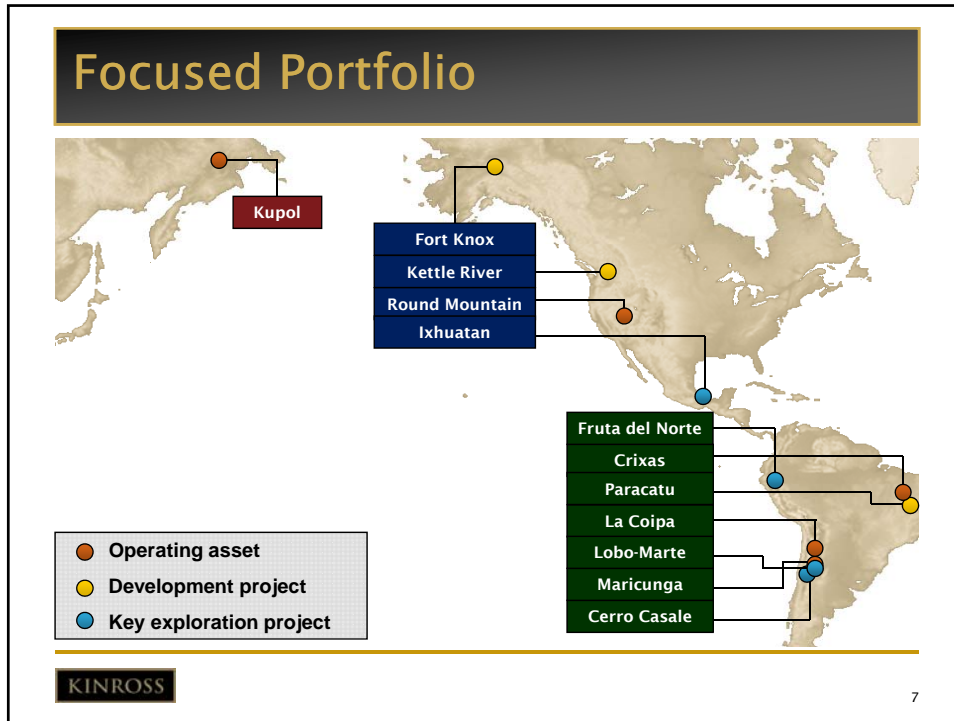 Focused Portfolio
Kupol
Fort Knox
Kettle River
Round Mountain
Ixhuatan
Fruta del Norte
Crixas
Paracatu
La Coipa
Lobo-Marte
Maricunga
Cerro Casale
Operating asset
Development project
Key exploration project
KINROSS
7